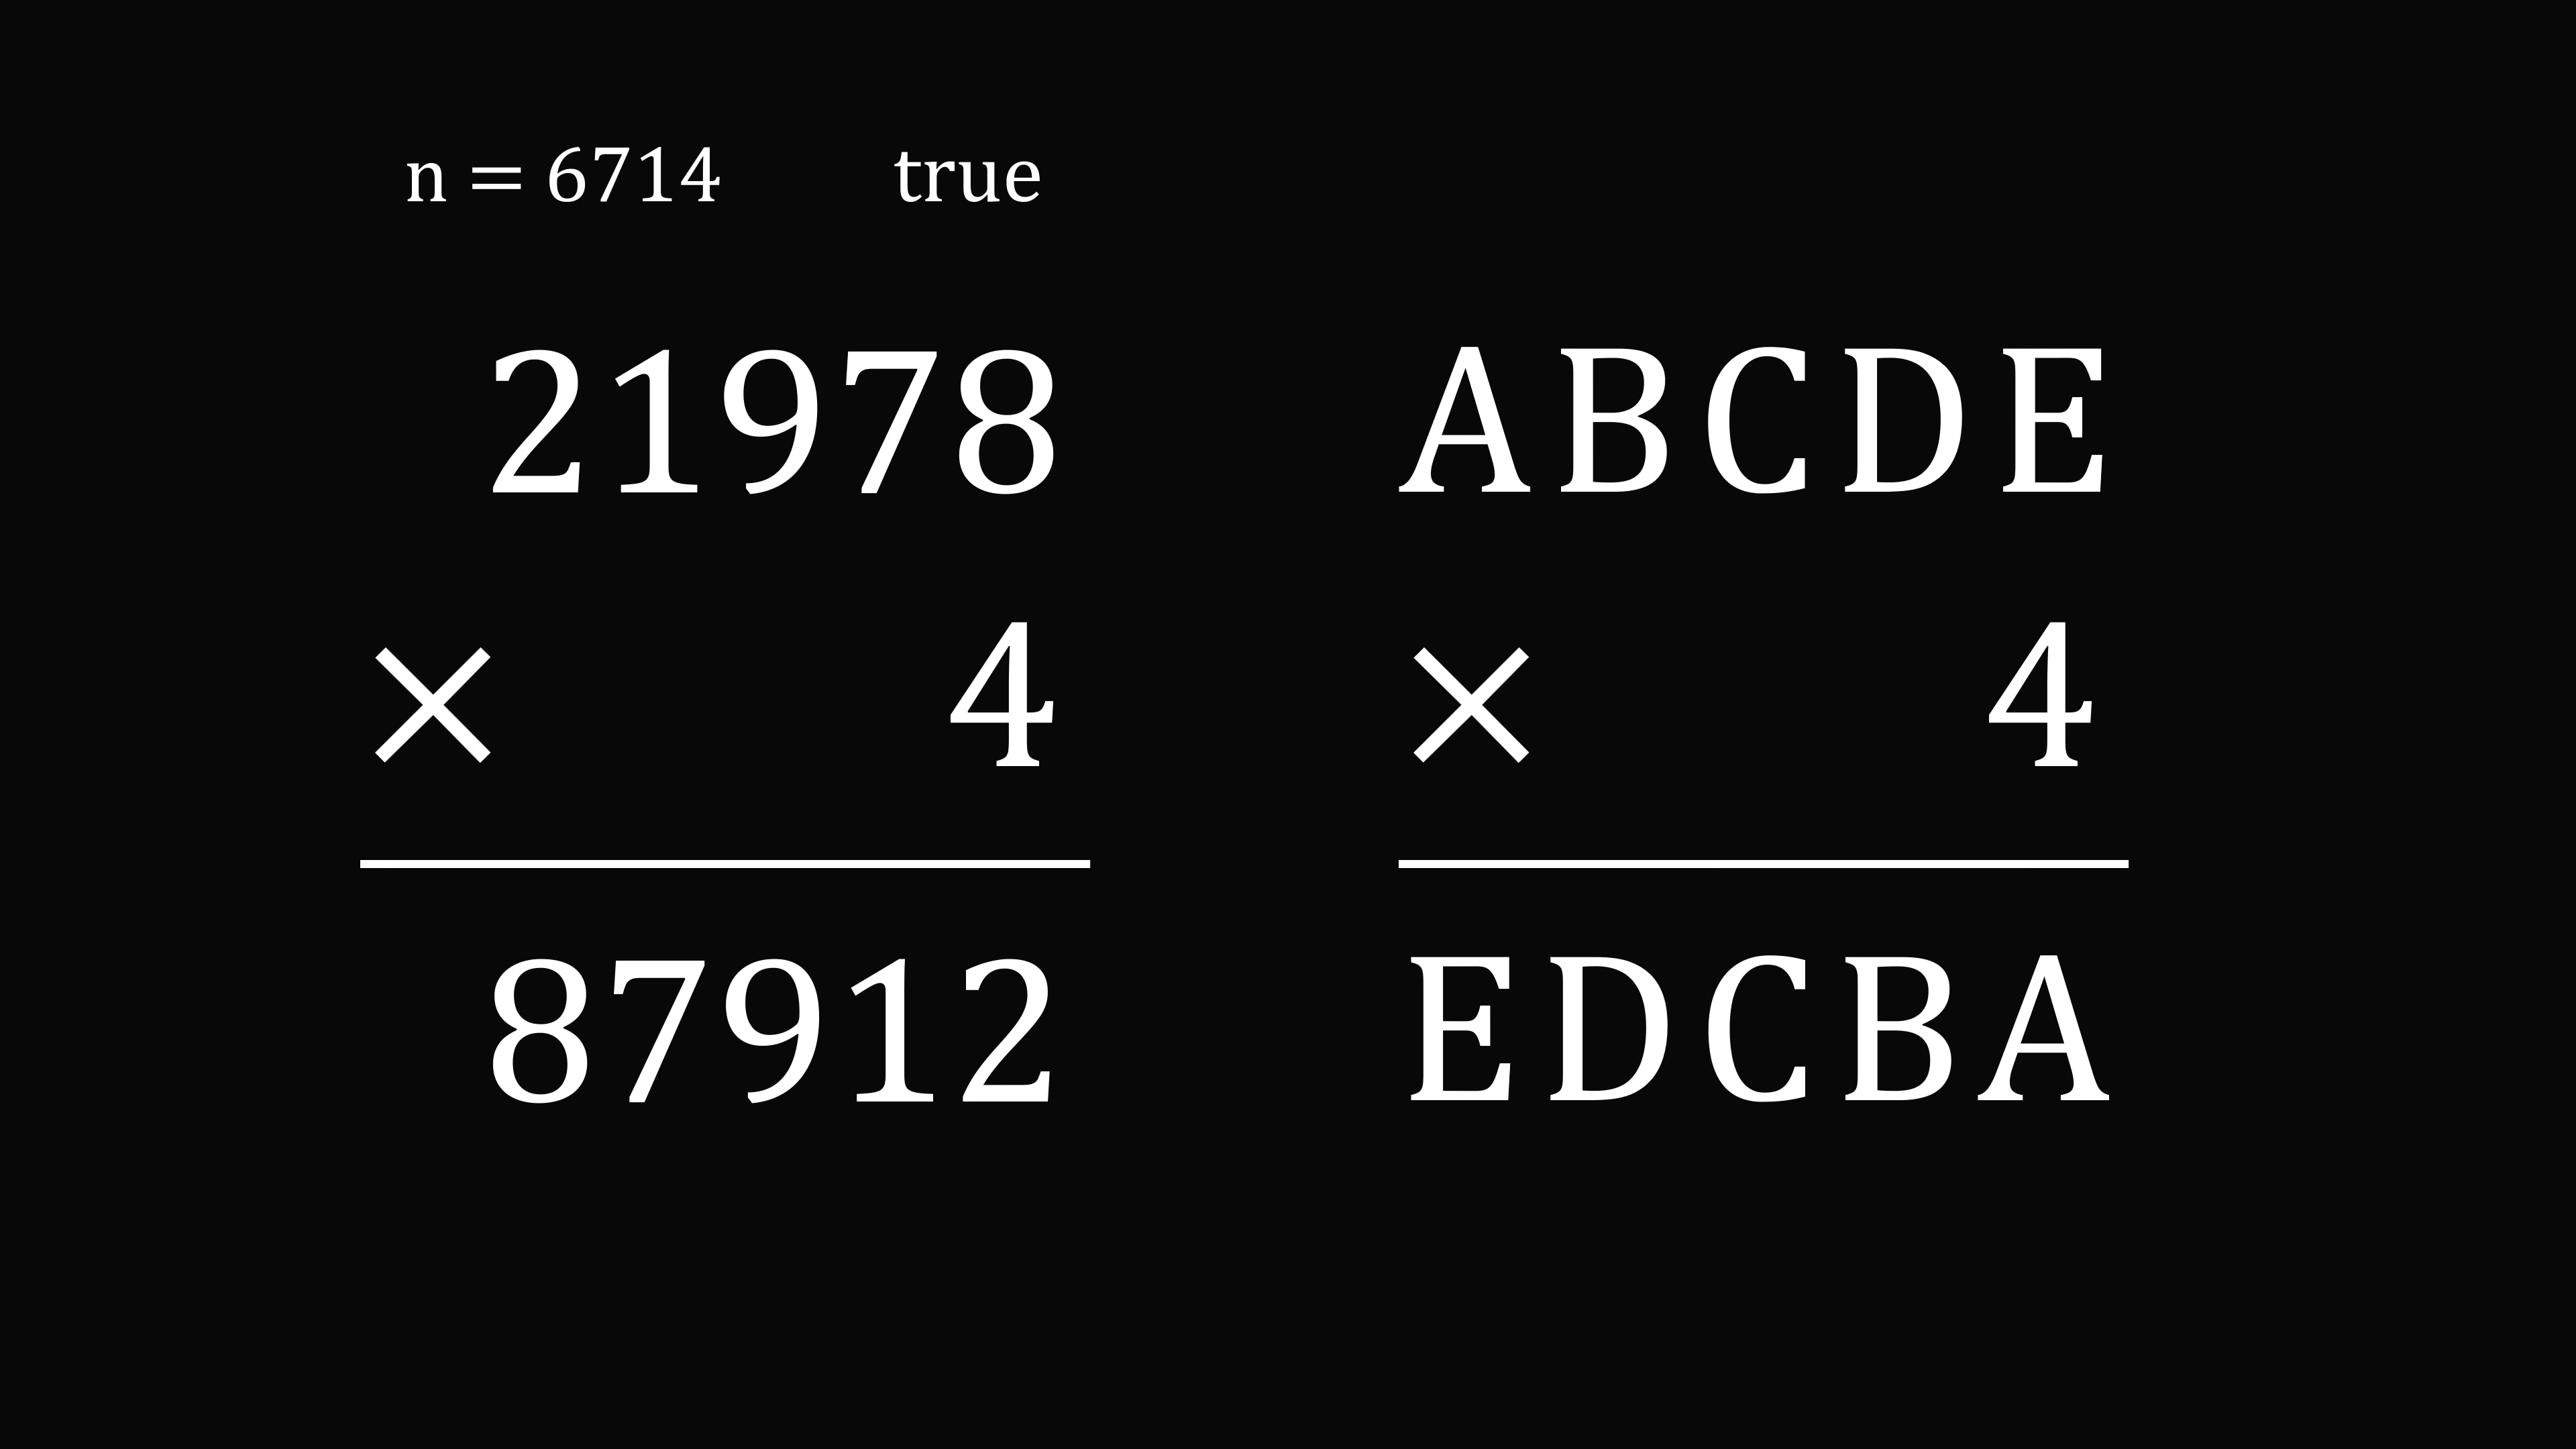 n = 6714 true
21978
× 4
87912
ABCDE
× 4
EDCBA